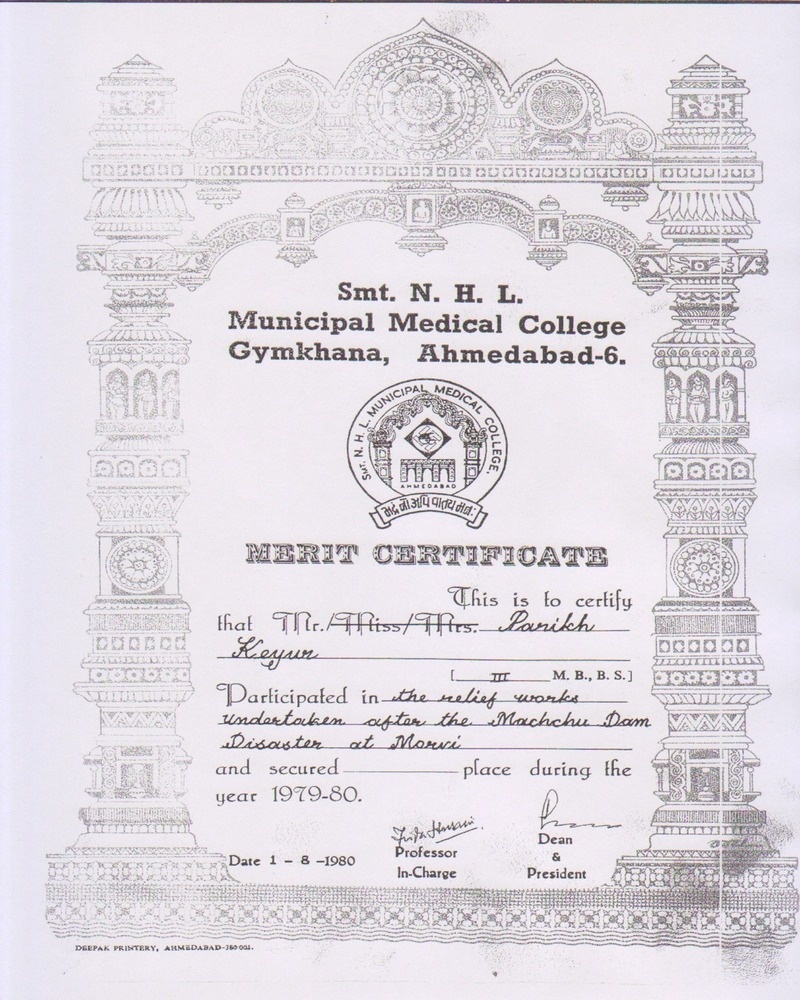 Smt. N. H. L.
Municipal Medical College
Gymkhana, Ahmedabad-6.
SMT. N. H. L. MUNICIPAL MEDICAL COLLEGE.
AHMEDABAD
MERIT CERTIFICATE
This is to certify
that Mr./Miss/Mrs. Parikh
Keyur
[ III M. B., B. S.]
Participated in the relief works
undertaken after the Machchu Dam
Disaster at Morvi
and secured place during the
year 1979-80.
Date 1 - 8 -1980
Professor
In-Charge
Dean
&
President
DEEPAK PRINTERY, AHMEDABAD-380 001.